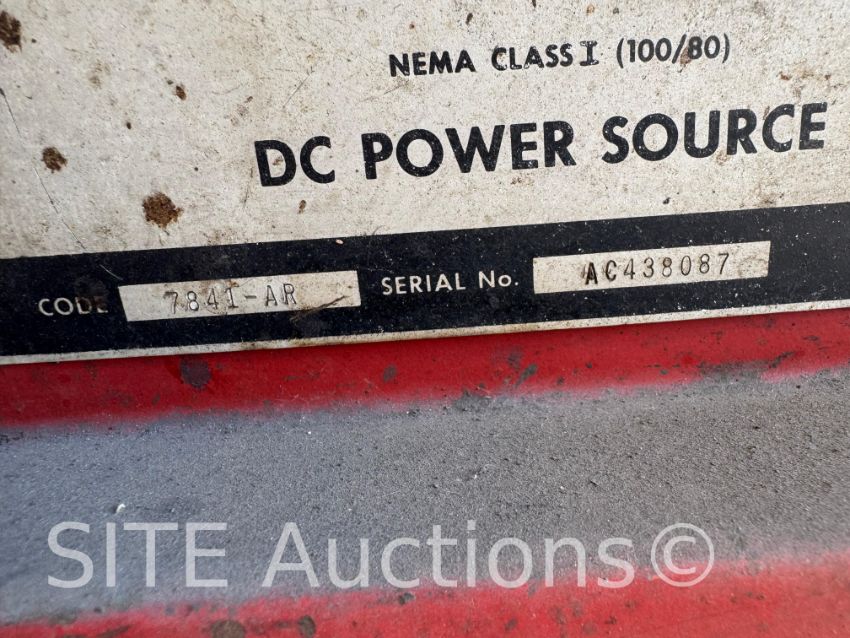 NEMA CLASS I (100/80)
DC POWER SOURCE
CODE 7841-AR SERIAL No. AC438087
SITE Auctions©